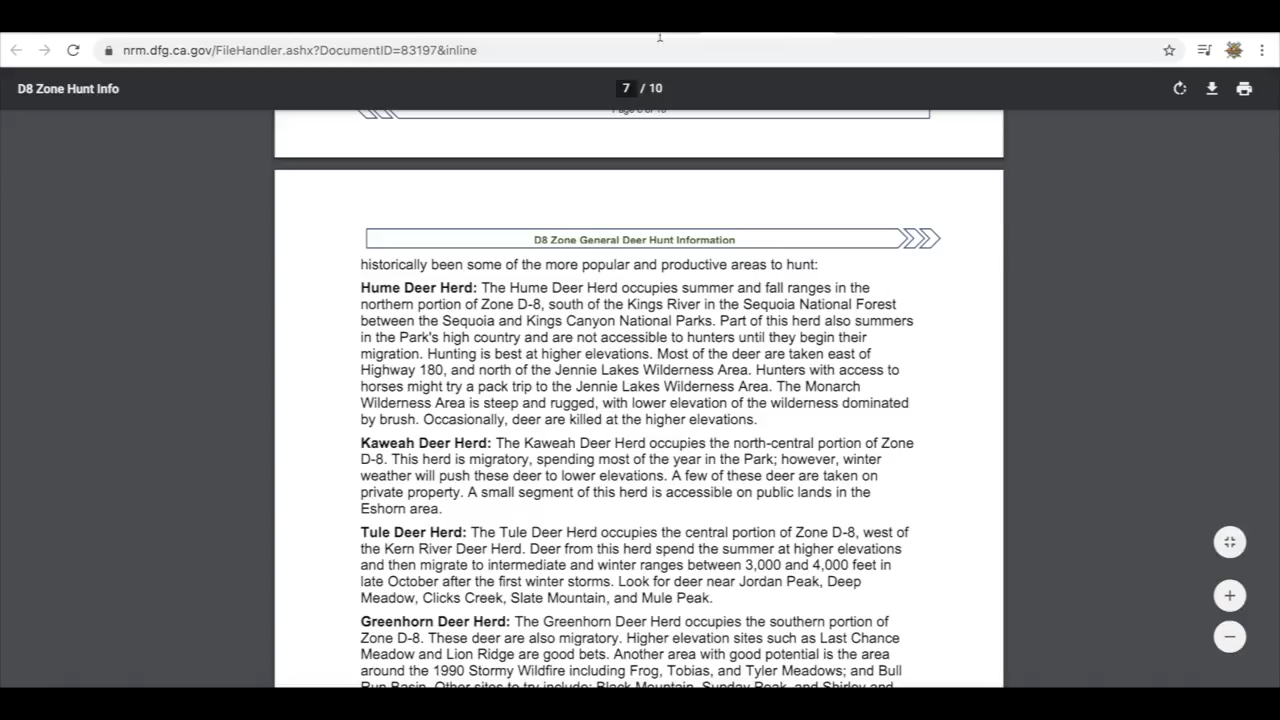 nrm.dfg.ca.gov/FileHandler.ashx?DocumentID=83197&inline
D8 Zone Hunt Info
7 / 10
D8 Zone General Deer Hunt Information
historically been some of the more popular and productive areas to hunt:
Hume Deer Herd: The Hume Deer Herd occupies summer and fall ranges in the
northern portion of Zone D-8, south of the Kings River in the Sequoia National Forest
between the Sequoia and Kings Canyon National Parks. Part of this herd also summers
in the Park's high country and are not accessible to hunters until they begin their
migration. Hunting is best at higher elevations. Most of the deer are taken east of
Highway 180, and north of the Jennie Lakes Wilderness Area. Hunters with access to
horses might try a pack trip to the Jennie Lakes Wilderness Area. The Monarch
Wilderness Area is steep and rugged, with lower elevation of the wilderness dominated
by brush. Occasionally, deer are killed at the higher elevations.
Kaweah Deer Herd: The Kaweah Deer Herd occupies the north-central portion of Zone
D-8. This herd is migratory, spending most of the year in the Park; however, winter
weather will push these deer to lower elevations. A few of these deer are taken on
private property. A small segment of this herd is accessible on public lands in the
Eshorn area.
Tule Deer Herd: The Tule Deer Herd occupies the central portion of Zone D-8, west of
the Kern River Deer Herd. Deer from this herd spend the summer at higher elevations
and then migrate to intermediate and winter ranges between 3,000 and 4,000 feet in
late October after the first winter storms. Look for deer near Jordan Peak, Deep
Meadow, Clicks Creek, Slate Mountain, and Mule Peak.
Greenhorn Deer Herd: The Greenhorn Deer Herd occupies the southern portion of
Zone D-8. These deer are also migratory. Higher elevation sites such as Last Chance
Meadow and Lion Ridge are good bets. Another area with good potential is the area
around the 1990 Stormy Wildfire including Frog, Tobias, and Tyler Meadows; and Bull
Run Basin. Other sites to try include: Black Mountain, Sunday Peak, and Shirley and